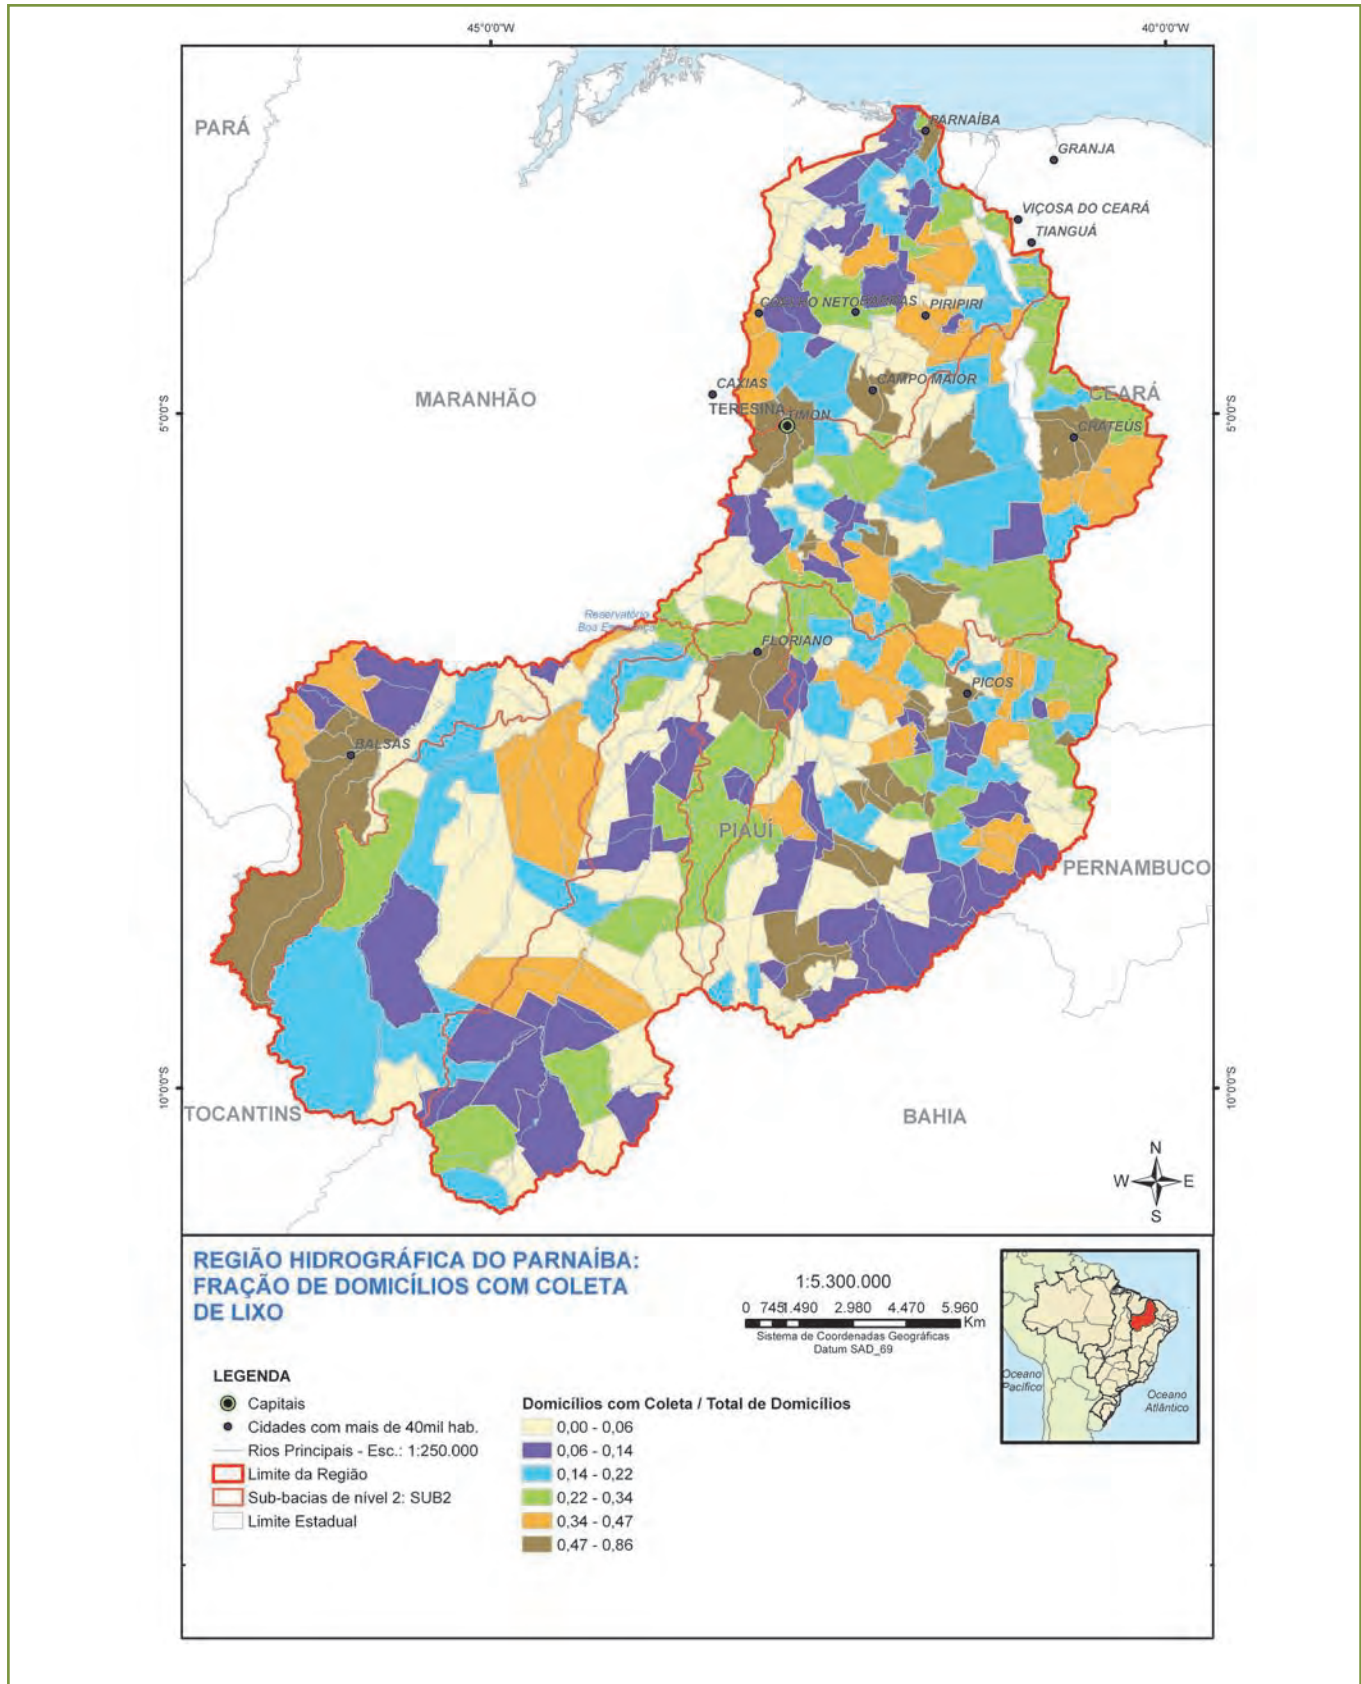 45°0'0"W
40°0'0"W
PARÁ
PARNAÍBA
GRANJA
VIÇOSA DO CEARÁ
TIANGUÁ
PIRIPIRI
CAMPO MAIOR
CAXIAS
MARANHÃO
CEARÁ
TERESINA
TIMON
CRATEÚS
5°0'0"S
5°0'0"S
Reservatório
Boa Esperança
FLORIANO
PICOS
BALSAS
PIAUÍ
PERNAMBUCO
10°0'0"S
10°0'0"S
TOCANTINS
BAHIA
N
W
E
S
REGIÃO HIDROGRÁFICA DO PARNAÍBA:
FRAÇÃO DE DOMICÍLIOS COM COLETA
DE LIXO
1:5.300.000
0 745 1.490 2.980 4.470 5.960
Km
Sistema de Coordenadas Geográficas
Datum SAD_69
Oceano
Pacífico
Oceano
Atlântico
LEGENDA
Capitais
Cidades com mais de 40mil hab.
Rios Principais - Esc.: 1:250.000
Limite da Região
Sub-bacias de nível 2: SUB2
Limite Estadual
Domicílios com Coleta / Total de Domicílios
0,00 - 0,06
0,06 - 0,14
0,14 - 0,22
0,22 - 0,34
0,34 - 0,47
0,47 - 0,86